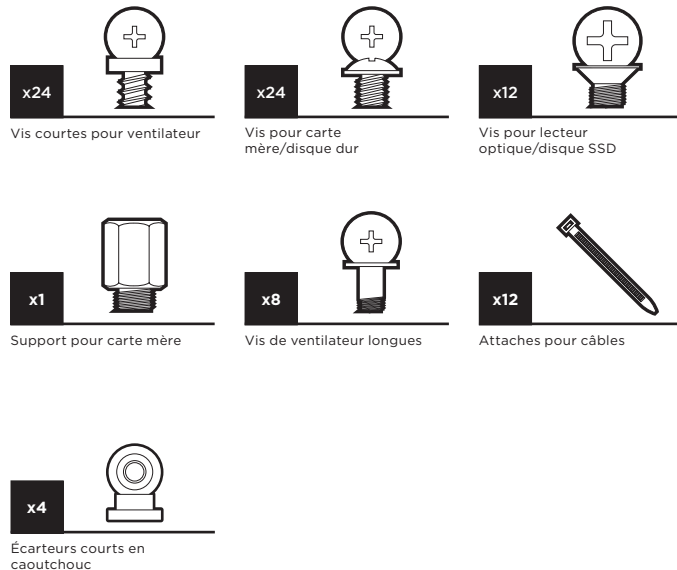 x24
Vis courtes pour ventilateur
x24
Vis pour carte
mère/disque dur
x12
Vis pour lecteur
optique/disque SSD
x1
Support pour carte mère
x8
Vis de ventilateur longues
x12
Attaches pour câbles
x4
Écarteurs courts en
caoutchouc